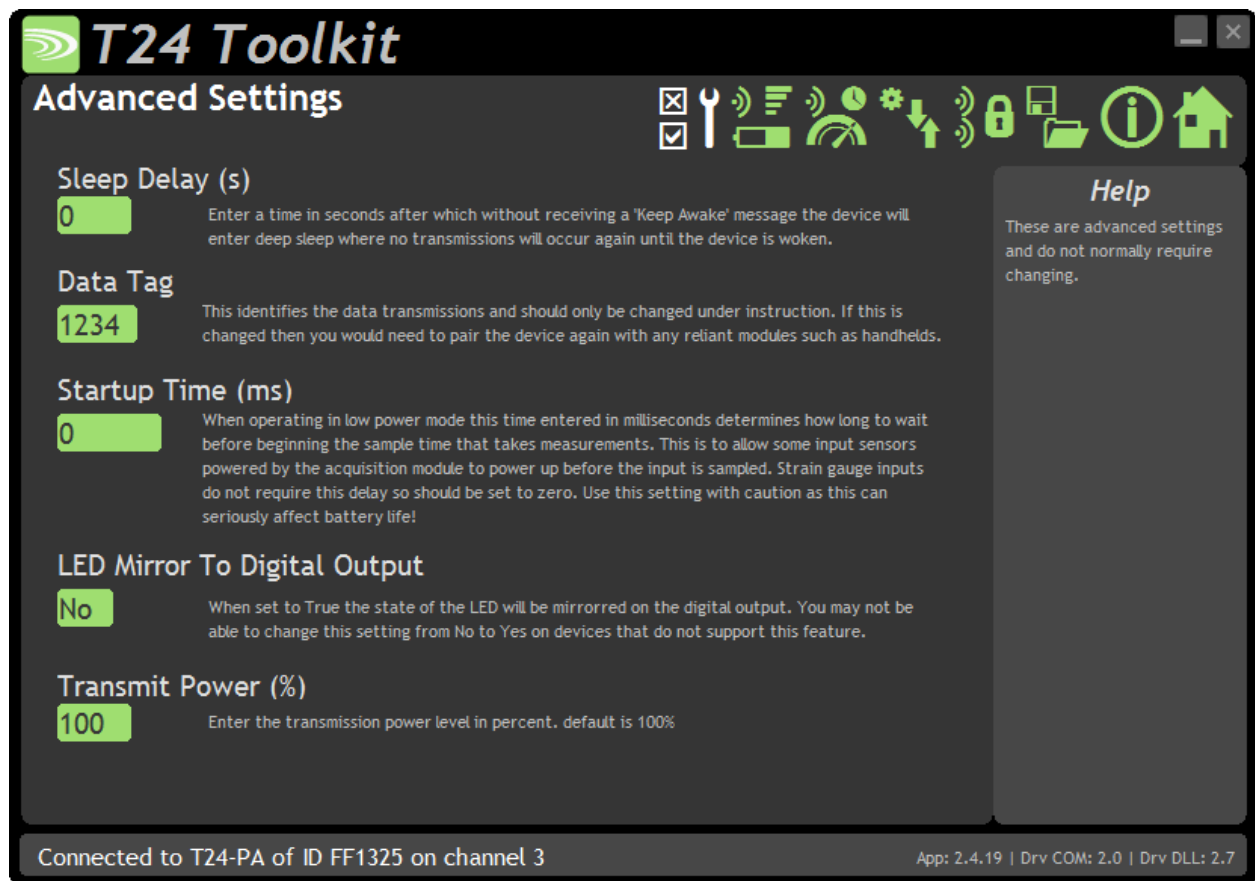 T24 Toolkit
Advanced Settings
Sleep Delay (s)
0
Enter a time in seconds after which without receiving a 'Keep Awake' message the device will
enter deep sleep where no transmissions will occur again until the device is woken.
Data Tag
1234
This identifies the data transmissions and should only be changed under instruction. If this is
changed then you would need to pair the device again with any reliant modules such as handhelds.
Startup Time (ms)
0
When operating in low power mode this time entered in milliseconds determines how long to wait
before beginning the sample time that takes measurements. This is to allow some input sensors
powered by the acquisition module to power up before the input is sampled. Strain gauge inputs
do not require this delay so should be set to zero. Use this setting with caution as this can
seriously affect battery life!
LED Mirror To Digital Output
No
When set to True the state of the LED will be mirrorred on the digital output. You may not be
able to change this setting from No to Yes on devices that do not support this feature.
Transmit Power (%)
100
Enter the transmission power level in percent. default is 100%
Help
These are advanced settings
and do not normally require
changing.
Connected to T24-PA of ID FF1325 on channel 3
App: 2.4.19 | Drv COM: 2.0 | Drv DLL: 2.7